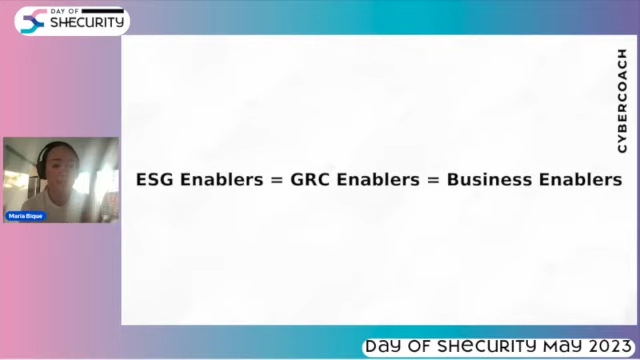 DAY OF
SHECURITY
CYBERCOACH
ESG Enablers = GRC Enablers = Business Enablers
Maria Bique
DAY OF SHECURITY MAY 2023